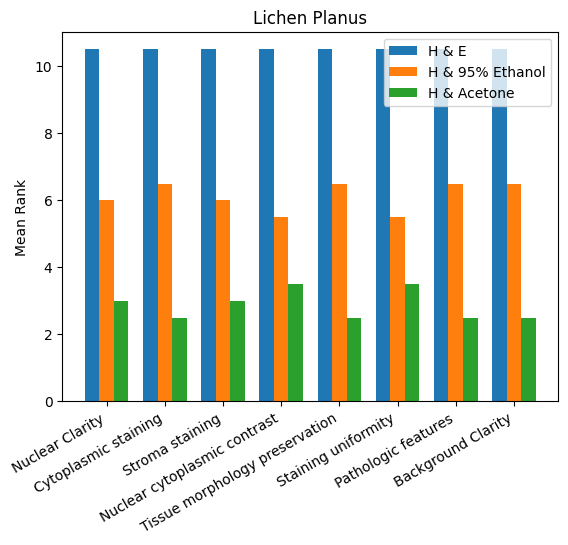 Lichen Planus
H & E
H & 95% Ethanol
H & Acetone
Mean Rank
10
8
6
4
2
0
Nuclear Clarity
Cytoplasmic staining
Stroma staining
Nuclear cytoplasmic contrast
Tissue morphology preservation
Staining uniformity
Pathologic features
Background Clarity